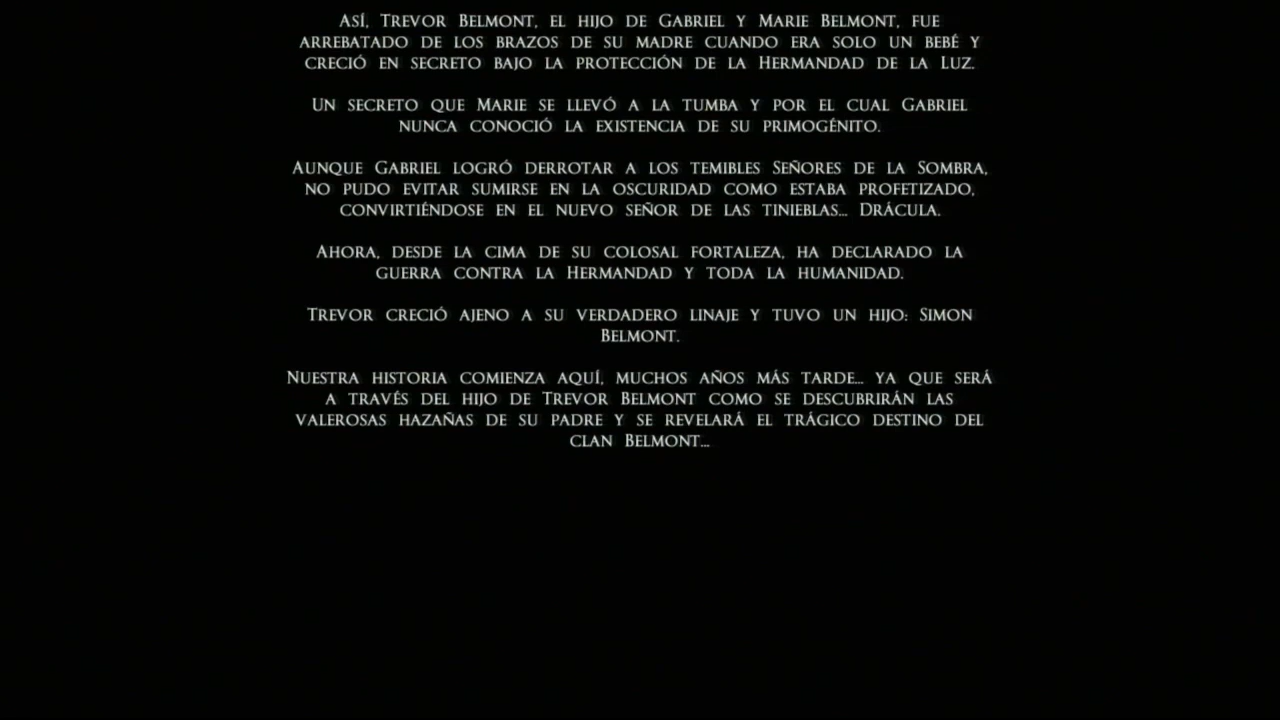 Así, Trevor Belmont, el hijo de Gabriel y Marie Belmont, fue
arrebatado de los brazos de su madre cuando era solo un bebé y
creció en secreto bajo la protección de la Hermandad de la Luz.
Un secreto que Marie se llevó a la tumba y por el cual Gabriel
nunca conoció la existencia de su primogénito.
Aunque Gabriel logró derrotar a los temibles Señores de la Sombra,
no pudo evitar sumirse en la oscuridad como estaba profetizado,
convirtiéndose en el nuevo señor de las tinieblas... Drácula.
Ahora, desde la cima de su colosal fortaleza, ha declarado la
guerra contra la Hermandad y toda la humanidad.
Trevor creció ajeno a su verdadero linaje y tuvo un hijo: Simon
Belmont.
Nuestra historia comienza aquí, muchos años más tarde... ya que será
a través del hijo de Trevor Belmont como se descubrirán las
valerosas hazañas de su padre y se revelará el trágico destino del
clan Belmont...